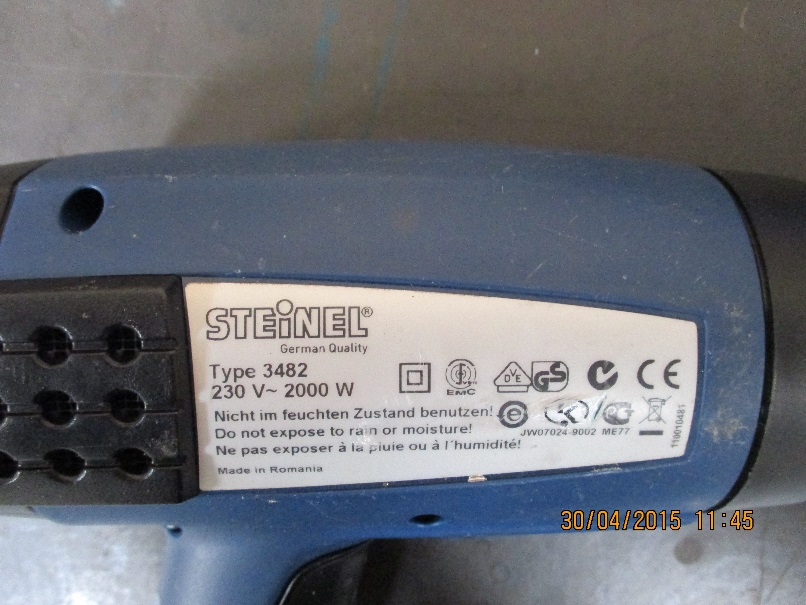 STEiNEL®
German Quality
Type 3482
230 V~ 2000 W
EMC
DVE GS CE
Nicht im feuchten Zustand benutzen!
Do not expose to rain or moisture!
Ne pas exposer à la pluie ou à l´humidité!
JW07024-9002 ME77
Made in Romania
110010481
30/04/2015 11:45